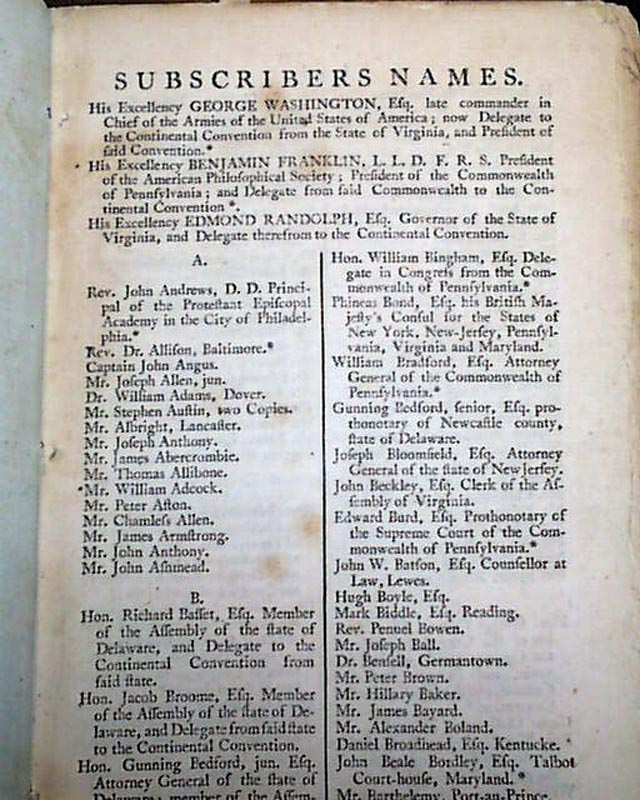 SUBSCRIBERS NAMES.
His Excellency GEORGE WASHINGTON, Esq. late commander in
Chief of the Armies of the United States of America; now Delegate to
the Continental Convention from the State of Virginia, and President of
said Convention.*
His Excellency BENJAMIN FRANKLIN, L. L. D. F. R. S. President
of the American Philosophical Society; President of the Commonwealth
of Pennsylvania; and Delegate from said Commonwealth to the Con-
tinental Convention *.
His Excellency EDMOND RANDOLPH, Esq. Governor of the State of
Virginia, and Delegate therefrom to the Continental Convention.
A.
Rev. John Andrews, D. D. Princi-
pal of the Protestant Episcopal
Academy in the City of Philadel-
phia.*
Rev. Dr. Allison, Baltimore.*
Captain John Angus.
Mr. Joseph Allen, jun.
Dr. William Adams, Dover.
Mr. Stephen Austin, two Copies.
Mr. Albright, Lancaster.
Mr. Joseph Anthony.
Mr. James Abercrombie.
Mr. Thomas Allibone.
Mr. William Adcock.
Mr. Peter Aston.
Mr. Chamless Allen.
Mr. James Armstrong.
Mr. John Anthony.
Mr. John Ashmead.
B.
Hon. Richard Basset, Esq. Member
of the Assembly of the state of
Delaware, and Delegate to the
Continental Convention from
said state.
Hon. Jacob Broome, Esq. Member
of the Assembly of the state of De-
laware, and Delegate from said state
to the Continental Convention.
Hon. Gunning Bedford, jun. Esq.
Attorney General of the state of
Delaware; member of the Assem-
Hon. William Bingham, Esq. Dele-
gate in Congress from the Com-
monwealth of Pennsylvania.*
Phineas Bond, Esq. his British Ma-
jesty's Consul for the States of
New York, New-Jersey, Pennsyl-
vania, Virginia and Maryland.
William Bradford, Esq. Attorney
General of the Commonwealth of
Pennsylvania.*
Gunning Bedford, senior, Esq. pro-
thonotary of Newcastle county,
state of Delaware.
Joseph Bloomfield, Esq. Attorney
General of the state of New Jersey.
John Beckley, Esq. Clerk of the As-
sembly of Virginia.
Edward Burd, Esq. Prothonotary of
the Supreme Court of the Com-
monwealth of Pennsylvania.*
John W. Batson, Esq. Counsellor at
Law, Lewes.
Hugh Boyle, Esq.
Mark Biddle, Esq. Reading.
Rev. Penuel Bowen.
Mr. Joseph Ball.
Dr. Bensell, Germantown.
Mr. Peter Brown.
Mr. Hillary Baker.
Mr. James Bayard.
Mr. Alexander Boland.
Daniel Broadhead, Esq. Kentucke.
John Beale Bordley, Esq. Talbot
Court-house, Maryland. *
Mr. Barthelemy, Port-au-Prince.